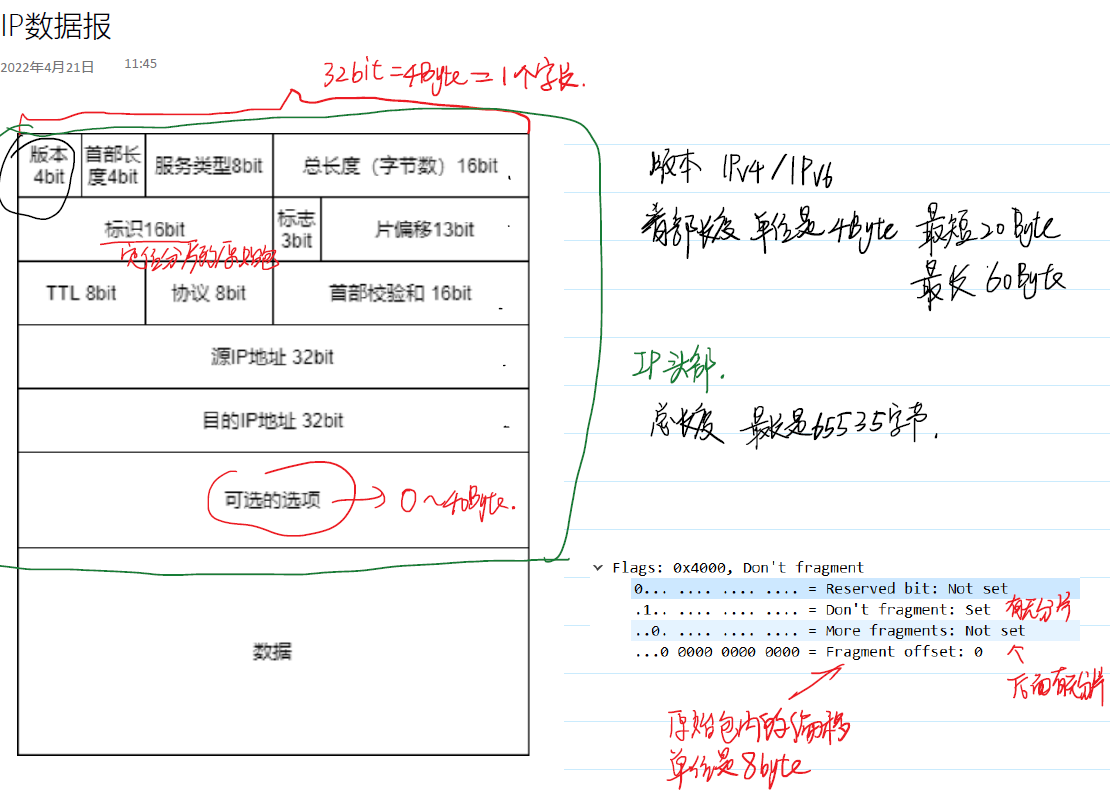 IP数据报
2022年4月21日 11:45
32bit =4Byte = 1个字长.
版本 4bit
首部长度4bit
服务类型8bit
总长度（字节数）16bit
标识16bit
定位分片的原始包
标志 3bit
片偏移13bit
TTL 8bit
协议 8bit
首部校验和 16bit
源IP地址 32bit
目的IP地址 32bit
可选的选项
0~40Byte.
数据
版本 IPv4/IPv6
首部长度 单位是4Byte 最短20Byte
最长 60Byte
IP头部.
总长度 最长是65535字节.
Flags: 0x4000, Don't fragment
0... .... .... .... = Reserved bit: Not set
.1.. .... .... .... = Don't fragment: Set 有无分片
..0. .... .... .... = More fragments: Not set
...0 0000 0000 0000 = Fragment offset: 0
后面有无分片
原始包内的偏移
单位是8byte